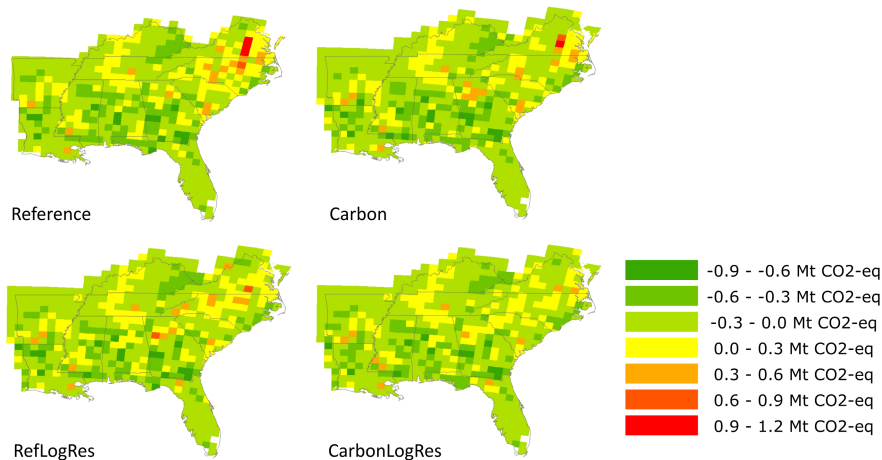 Reference
Carbon
RefLogRes
CarbonLogRes
-0.9 - -0.6 Mt CO2-eq
-0.6 - -0.3 Mt CO2-eq
-0.3 - 0.0 Mt CO2-eq
0.0 - 0.3 Mt CO2-eq
0.3 - 0.6 Mt CO2-eq
0.6 - 0.9 Mt CO2-eq
0.9 - 1.2 Mt CO2-eq